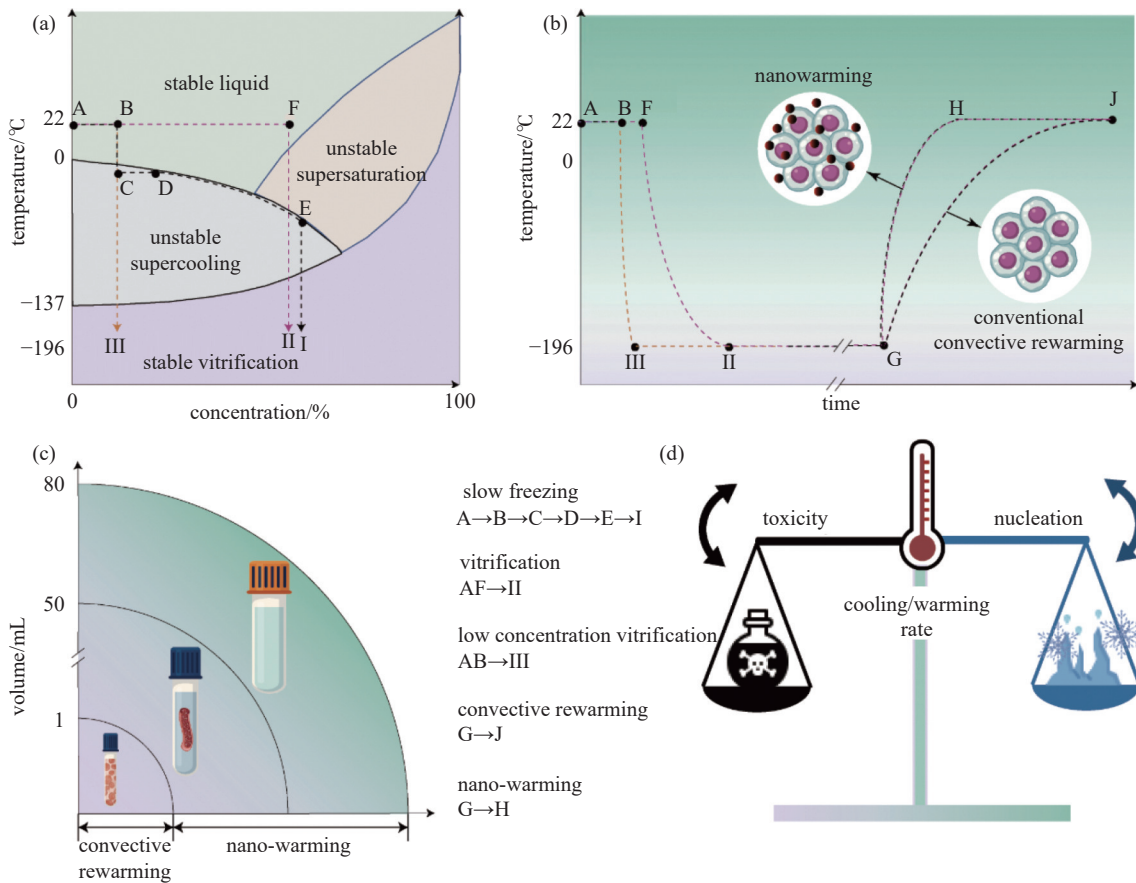 (a)
temperature/℃
22
0
−137
−196
stable liquid
A
B
F
C
D
E
unstable
supersaturation
unstable
supercooling
III
II
I
stable vitrification
0
concentration/%
100
(b)
temperature/℃
22
0
−196
A
B
F
nanowarming
H
J
conventional
convective rewarming
III
II
G
time
(c)
volume/mL
80
50
1
convective
rewarming
nano-warming
slow freezing
A→B→C→D→E→I
vitrification
AF→II
low concentration vitrification
AB→III
convective rewarming
G→J
nano-warming
G→H
(d)
toxicity
nucleation
cooling/warming
rate